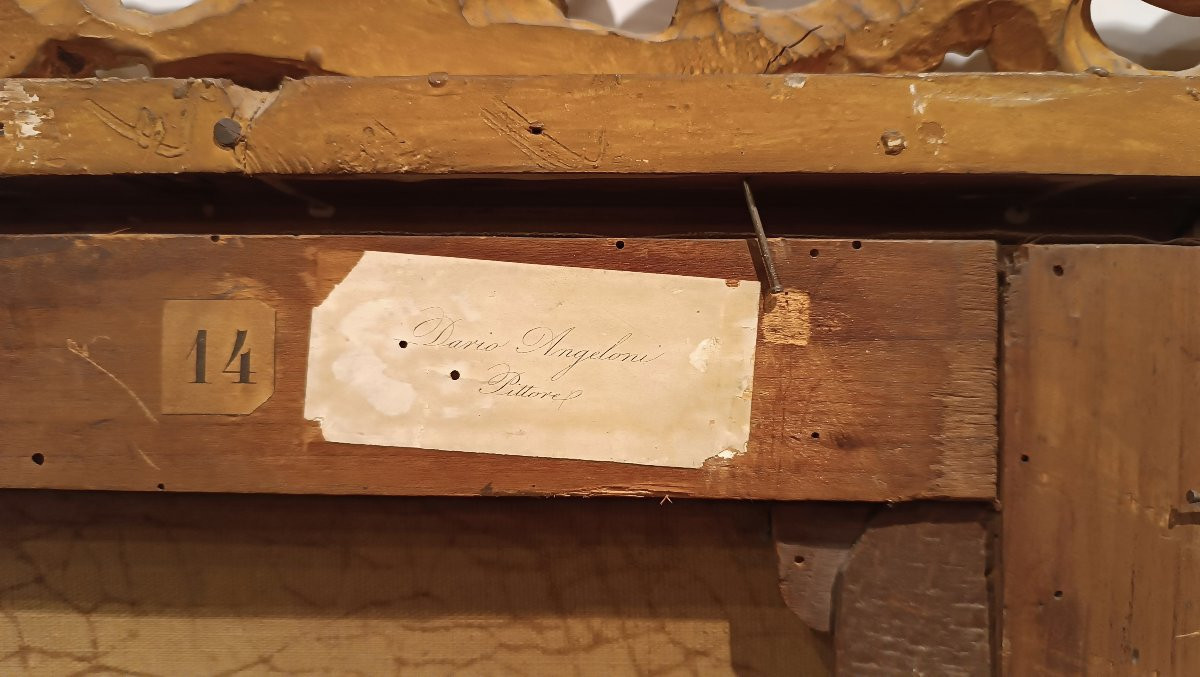 14
Dario Angeloni
Pittore